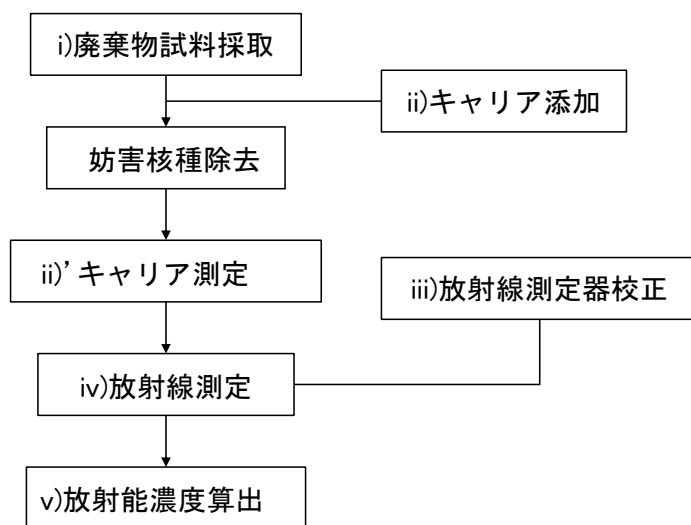 i)廃棄物試料採取
ii)キャリア添加
妨害核種除去
ii)’キャリア測定
iii)放射線測定器校正
iv)放射線測定
v)放射能濃度算出